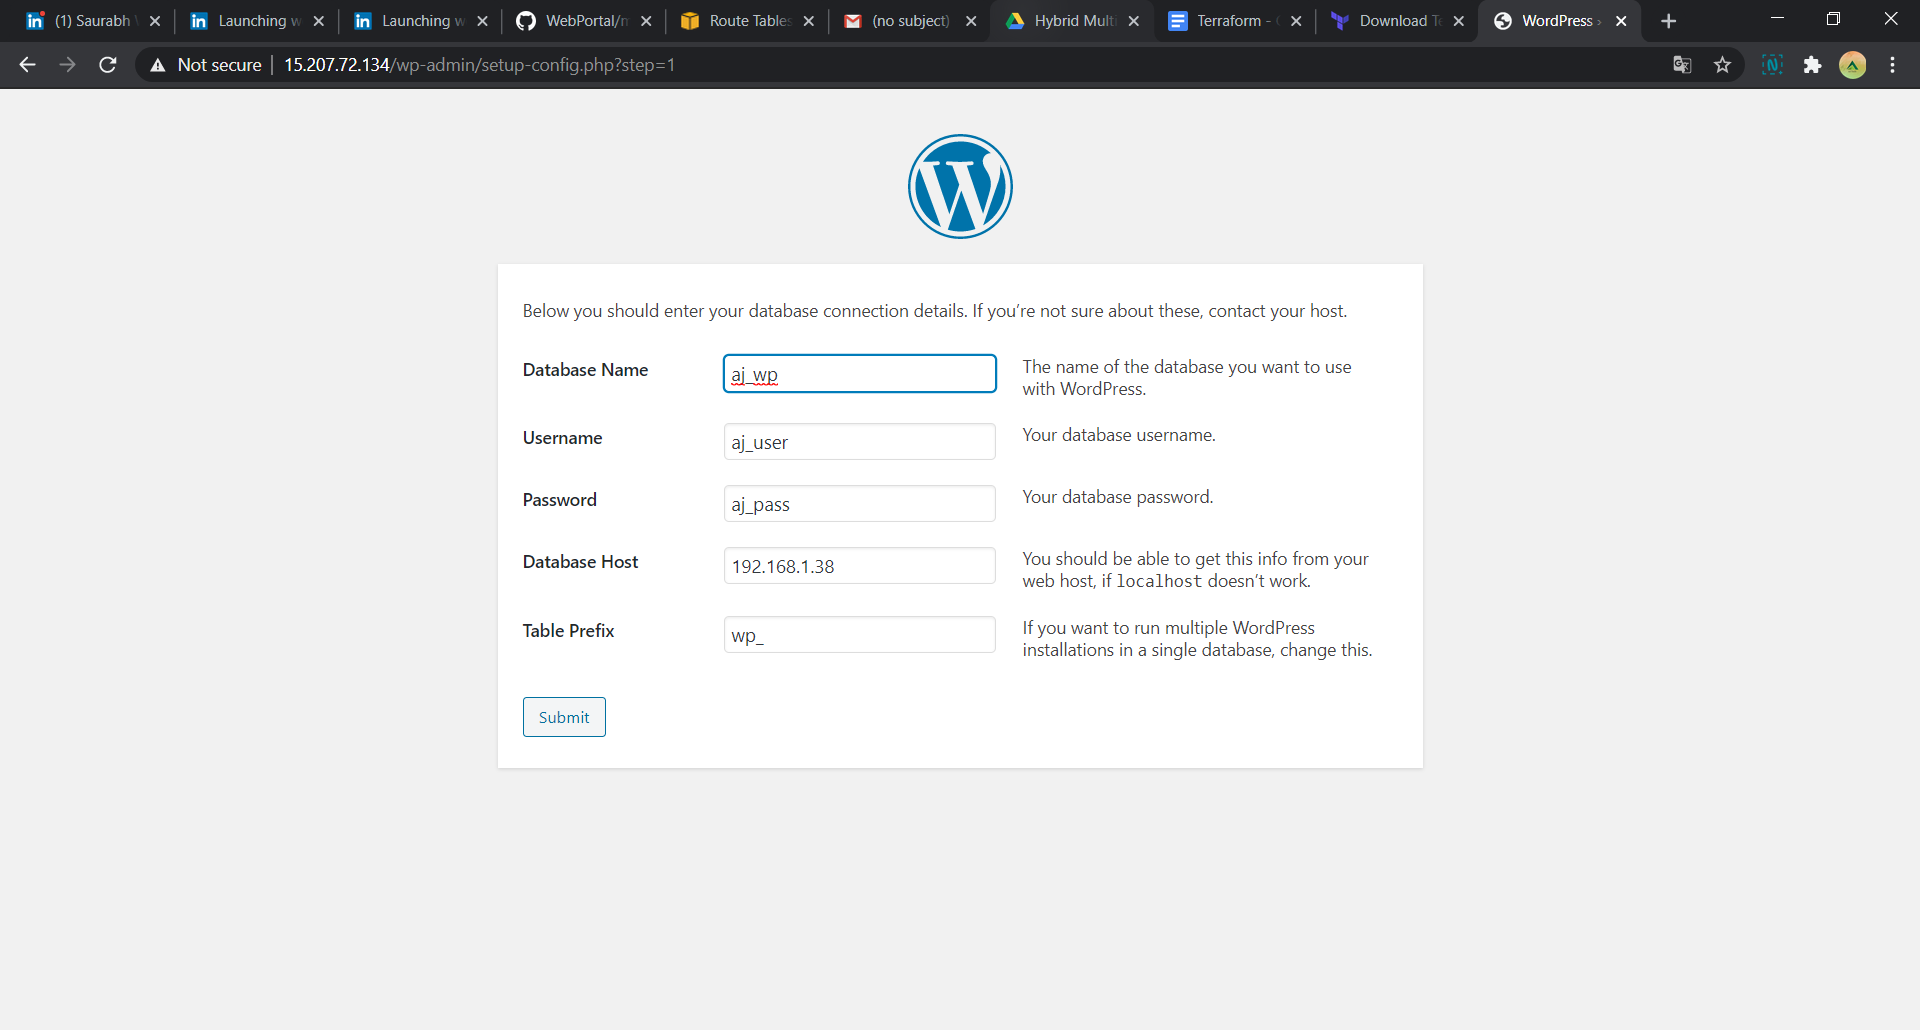 (1) Saurabh
Launching w
Launching w
WebPortal/m
Route Tables
(no subject)
Hybrid Mult
Terraform -
Download Te
WordPress ›
Not secure
15.207.72.134/wp-admin/setup-config.php?step=1
Below you should enter your database connection details. If you’re not sure about these, contact your host.
Database Name
aj_wp
The name of the database you want to use
with WordPress.
Username
aj_user
Your database username.
Password
aj_pass
Your database password.
Database Host
192.168.1.38
You should be able to get this info from your
web host, if localhost doesn’t work.
Table Prefix
wp_
If you want to run multiple WordPress
installations in a single database, change this.
Submit